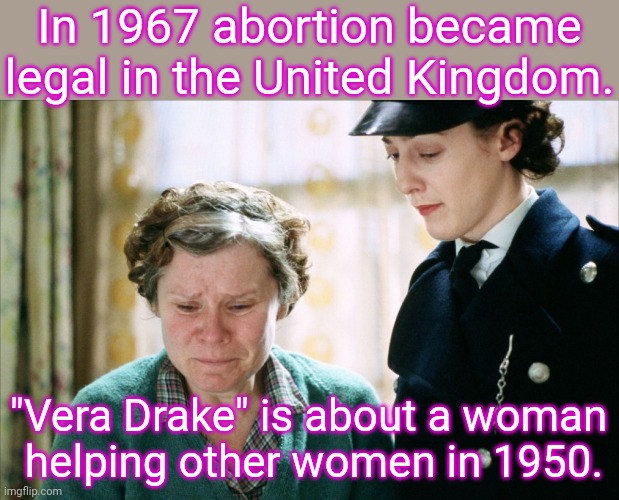 In 1967 abortion became
legal in the United Kingdom.
"Vera Drake" is about a woman
helping other women in 1950.
imgflip.com